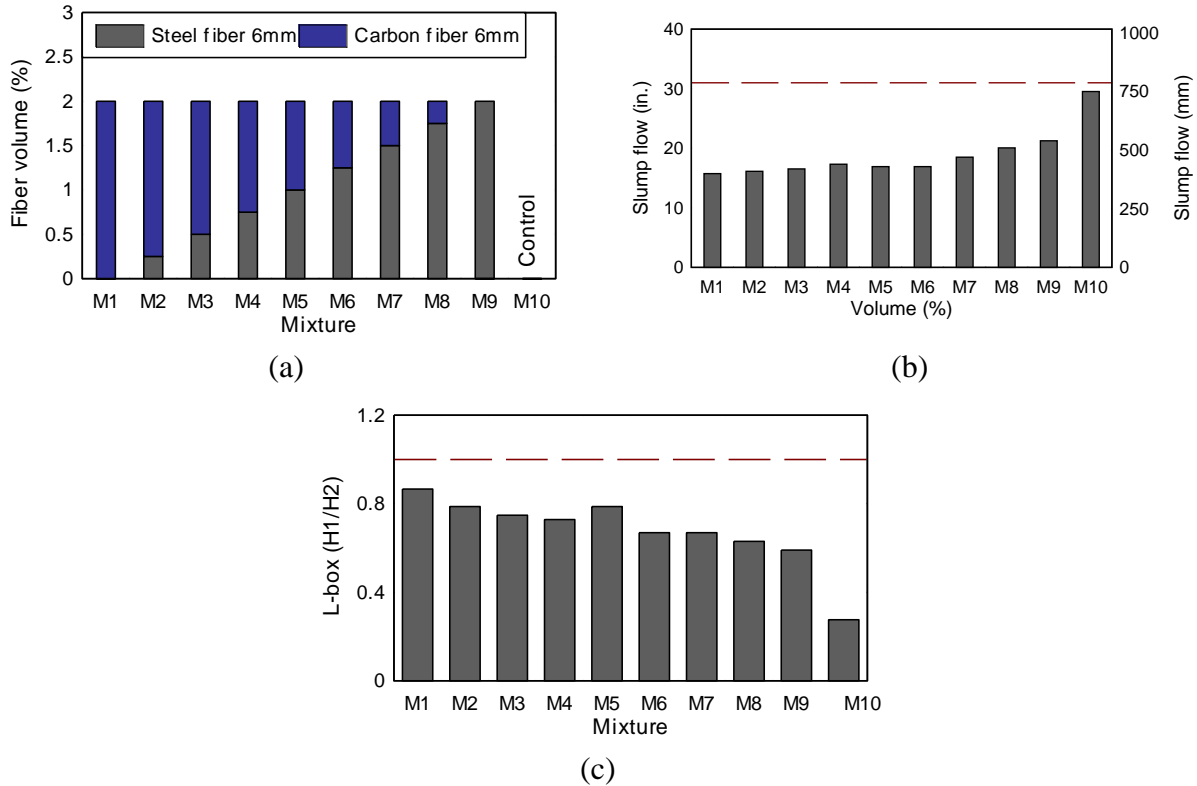 3
2.5
2
1.5
1
0.5
0
Fiber volume (%)
Steel fiber 6mm Carbon fiber 6mm
Control
M1 M2 M3 M4 M5 M6 M7 M8 M9 M10
Mixture
(a)
40
30
20
10
0
Slump flow (in.)
1000
750
500
250
0
Slump flow (mm)
M1 M2 M3 M4 M5 M6 M7 M8 M9 M10
Volume (%)
(b)
1.2
0.8
0.4
0
L-box (H1/H2)
M1 M2 M3 M4 M5 M6 M7 M8 M9 M10
Mixture
(c)